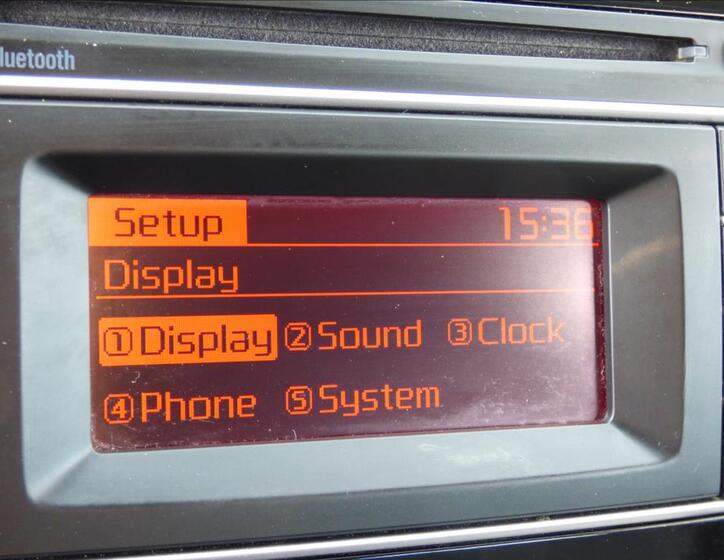 luetooth
Setup 15:36
Display
①Display ②Sound ③Clock
④Phone ⑤System